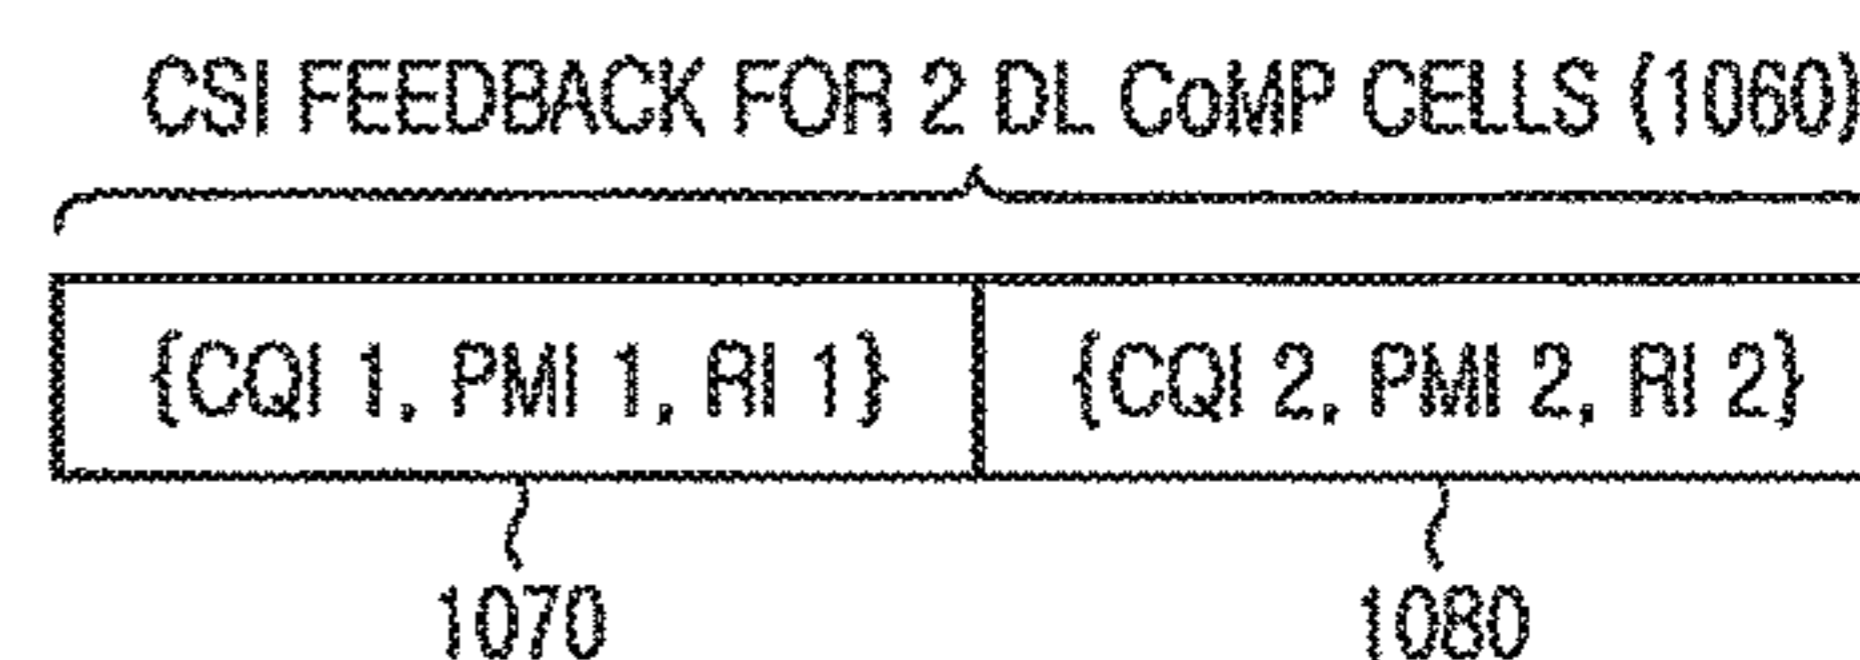 CSI FEEDBACK FOR 2 DL CoMP CELLS (1060)
{CQI 1, PMI 1, RI 1} {CQI 2, PMI 2, RI 2}
1070 1080